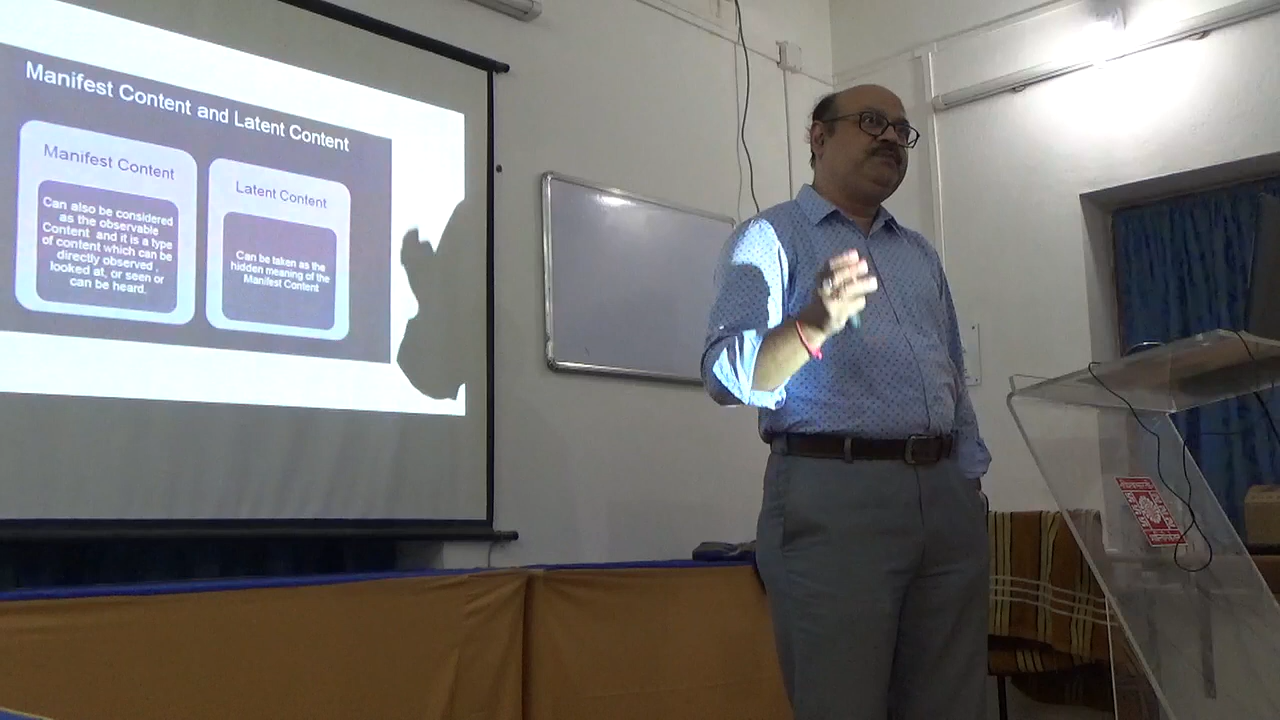 Manifest Content and Latent Content
Manifest Content
Can also be considered
as the observable
Content and it is a type
of content which can be
directly observed ,
looked at, or seen or
can be heard.
Latent Content
Can be taken as the
hidden meaning of the
Manifest Content